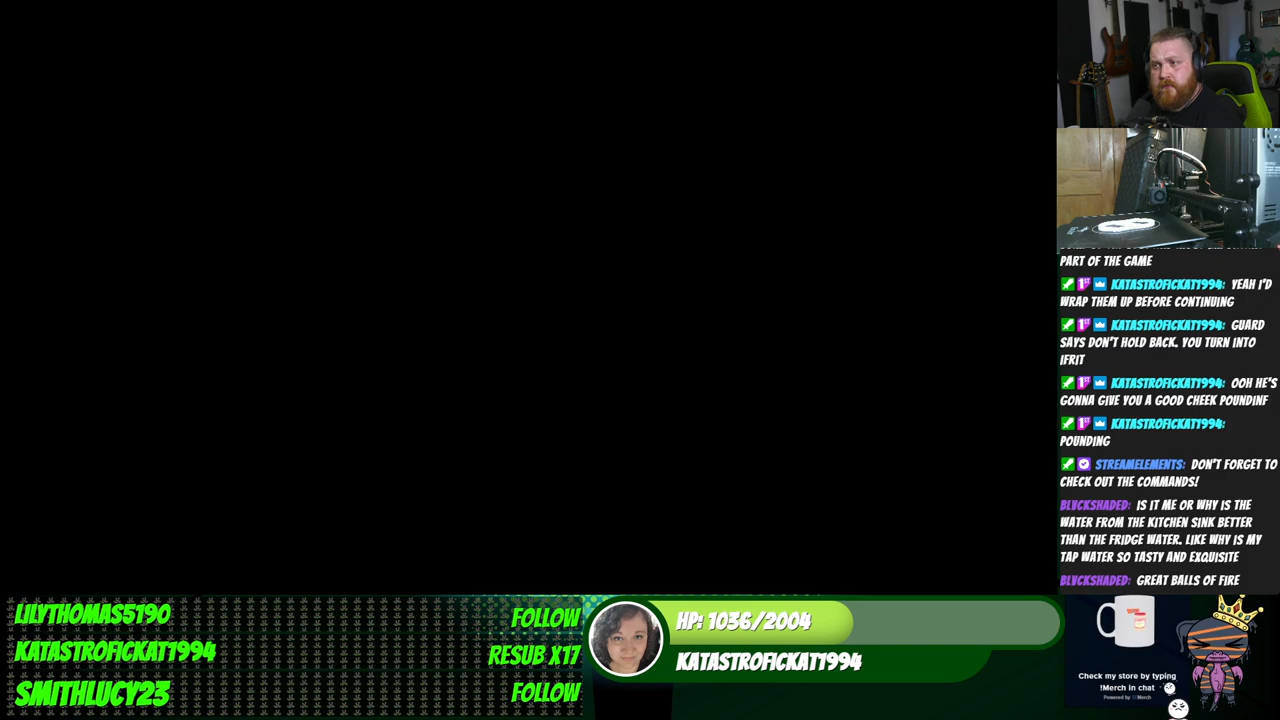 PART OF THE GAME
KATASTROFICKAT1994: YEAH I'D
WRAP THEM UP BEFORE CONTINUING
KATASTROFICKAT1994: GUARD
SAYS DON'T HOLD BACK. YOU TURN INTO
IFRIT
KATASTROFICKAT1994: OOH HE'S
GONNA GIVE YOU A GOOD CHEEK POUNDINF
KATASTROFICKAT1994:
POUNDING
STREAMELEMENTS: DON'T FORGET TO
CHECK OUT THE COMMANDS!
BLVCKSHADED: IS IT ME OR WHY IS THE
WATER FROM THE KITCHEN SINK BETTER
THAN THE FRIDGE WATER. LIKE WHY IS MY
TAP WATER SO TASTY AND EXQUISITE
BLVCKSHADED: GREAT BALLS OF FIRE
LILYTHOMAS5190 FOLLOW
KATASTROFICKAT1994 RESUB X17
SMITHLUCY23 FOLLOW
HP: 1036/2004
KATASTROFICKAT1994
Check my store by typing
!Merch in chat
Powered by SEMerch